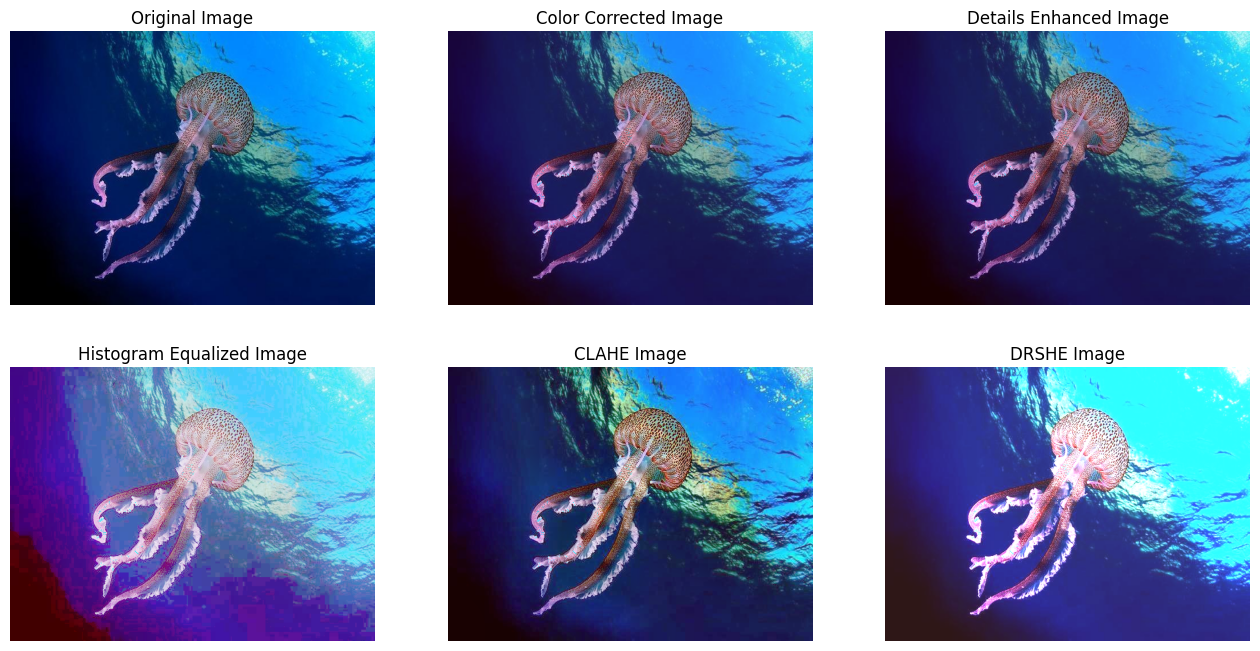 Original Image
Color Corrected Image
Details Enhanced Image
Histogram Equalized Image
CLAHE Image
DRSHE Image